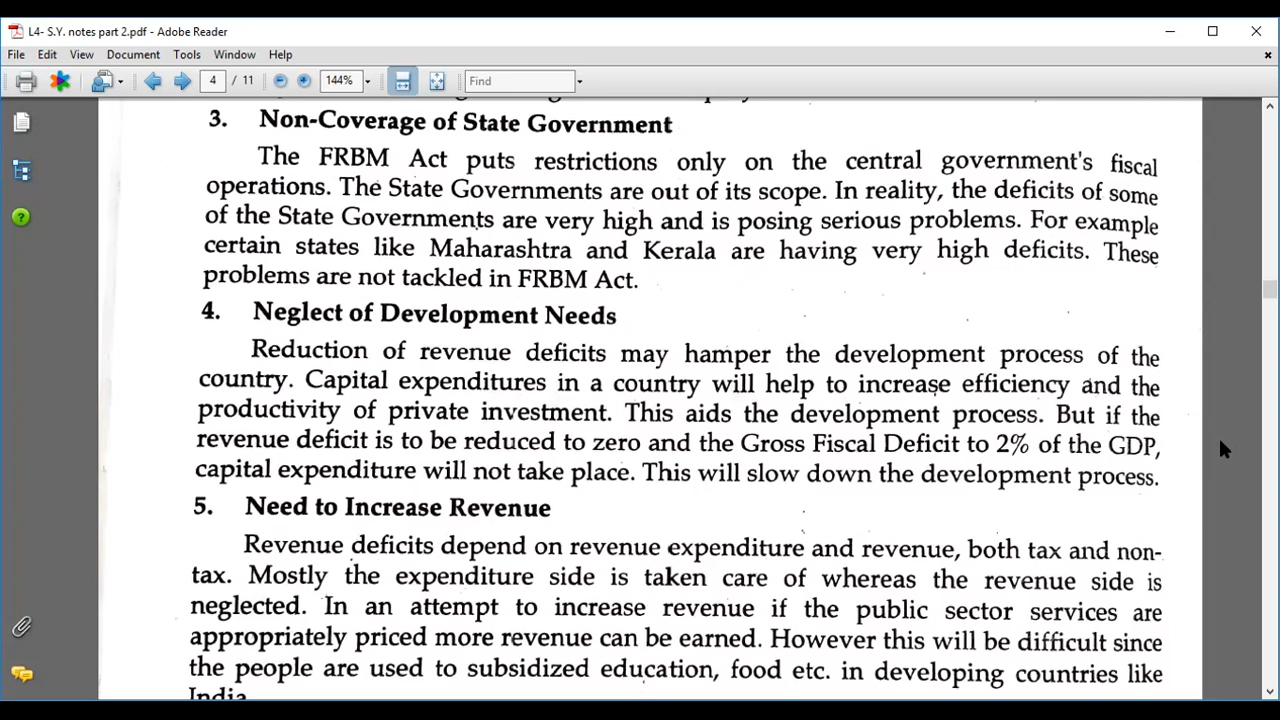 L4- S.Y. notes part 2.pdf - Adobe Reader
File Edit View Document Tools Window Help
4 / 11 144% Find
3. Non-Coverage of State Government
The FRBM Act puts restrictions only on the central government's fiscal
operations. The State Governments are out of its scope. In reality, the deficits of some
of the State Governments are very high and is posing serious problems. For example
certain states like Maharashtra and Kerala are having very high deficits. These
problems are not tackled in FRBM Act.
4. Neglect of Development Needs
Reduction of revenue deficits may hamper the development process of the
country. Capital expenditures in a country will help to increase efficiency and the
productivity of private investment. This aids the development process. But if the
revenue deficit is to be reduced to zero and the Gross Fiscal Deficit to 2% of the GDP,
capital expenditure will not take place. This will slow down the development process.
5. Need to Increase Revenue
Revenue deficits depend on revenue expenditure and revenue, both tax and non-
tax. Mostly the expenditure side is taken care of whereas the revenue side is
neglected. In an attempt to increase revenue if the public sector services are
appropriately priced more revenue can be earned. However this will be difficult since
the people are used to subsidized education, food etc. in developing countries like
India